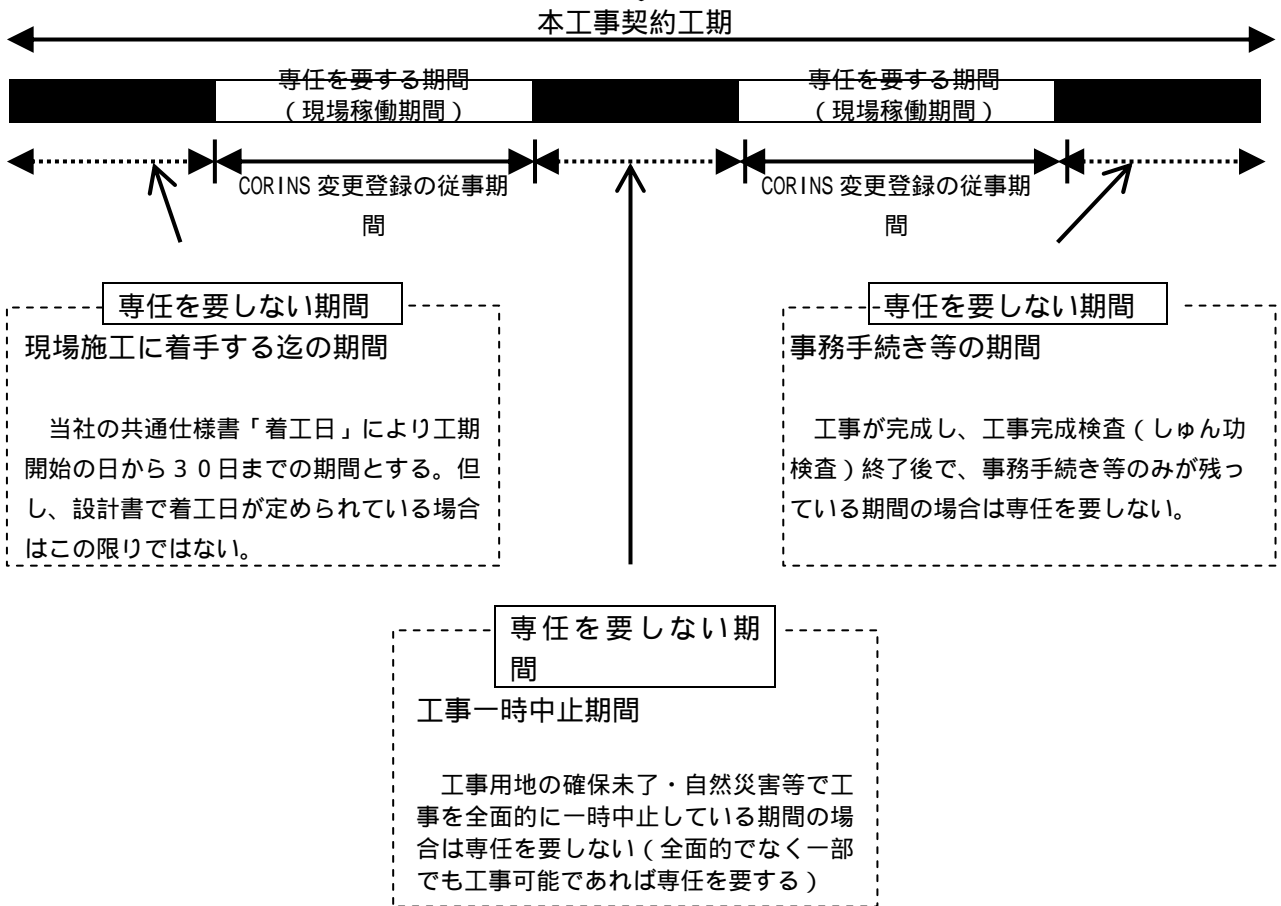 本工事契約工期
専任を要する期間
（現場稼働期間）
専任を要する期間
（現場稼働期間）
CORINS 変更登録の従事期
間
CORINS 変更登録の従事期
間
専任を要しない期間
現場施工に着手する迄の期間
当社の共通仕様書「着工日」により工期
開始の日から３０日までの期間とする。但
し、設計書で着工日が定められている場合
はこの限りではない。
専任を要しない期間
事務手続き等の期間
工事が完成し、工事完成検査（しゅん功
検査）終了後で、事務手続き等のみが残っ
ている期間の場合は専任を要しない。
専任を要しない期
間
工事一時中止期間
工事用地の確保未了・自然災害等で工
事を全面的に一時中止している期間の場
合は専任を要しない（全面的でなく一部
でも工事可能であれば専任を要する）